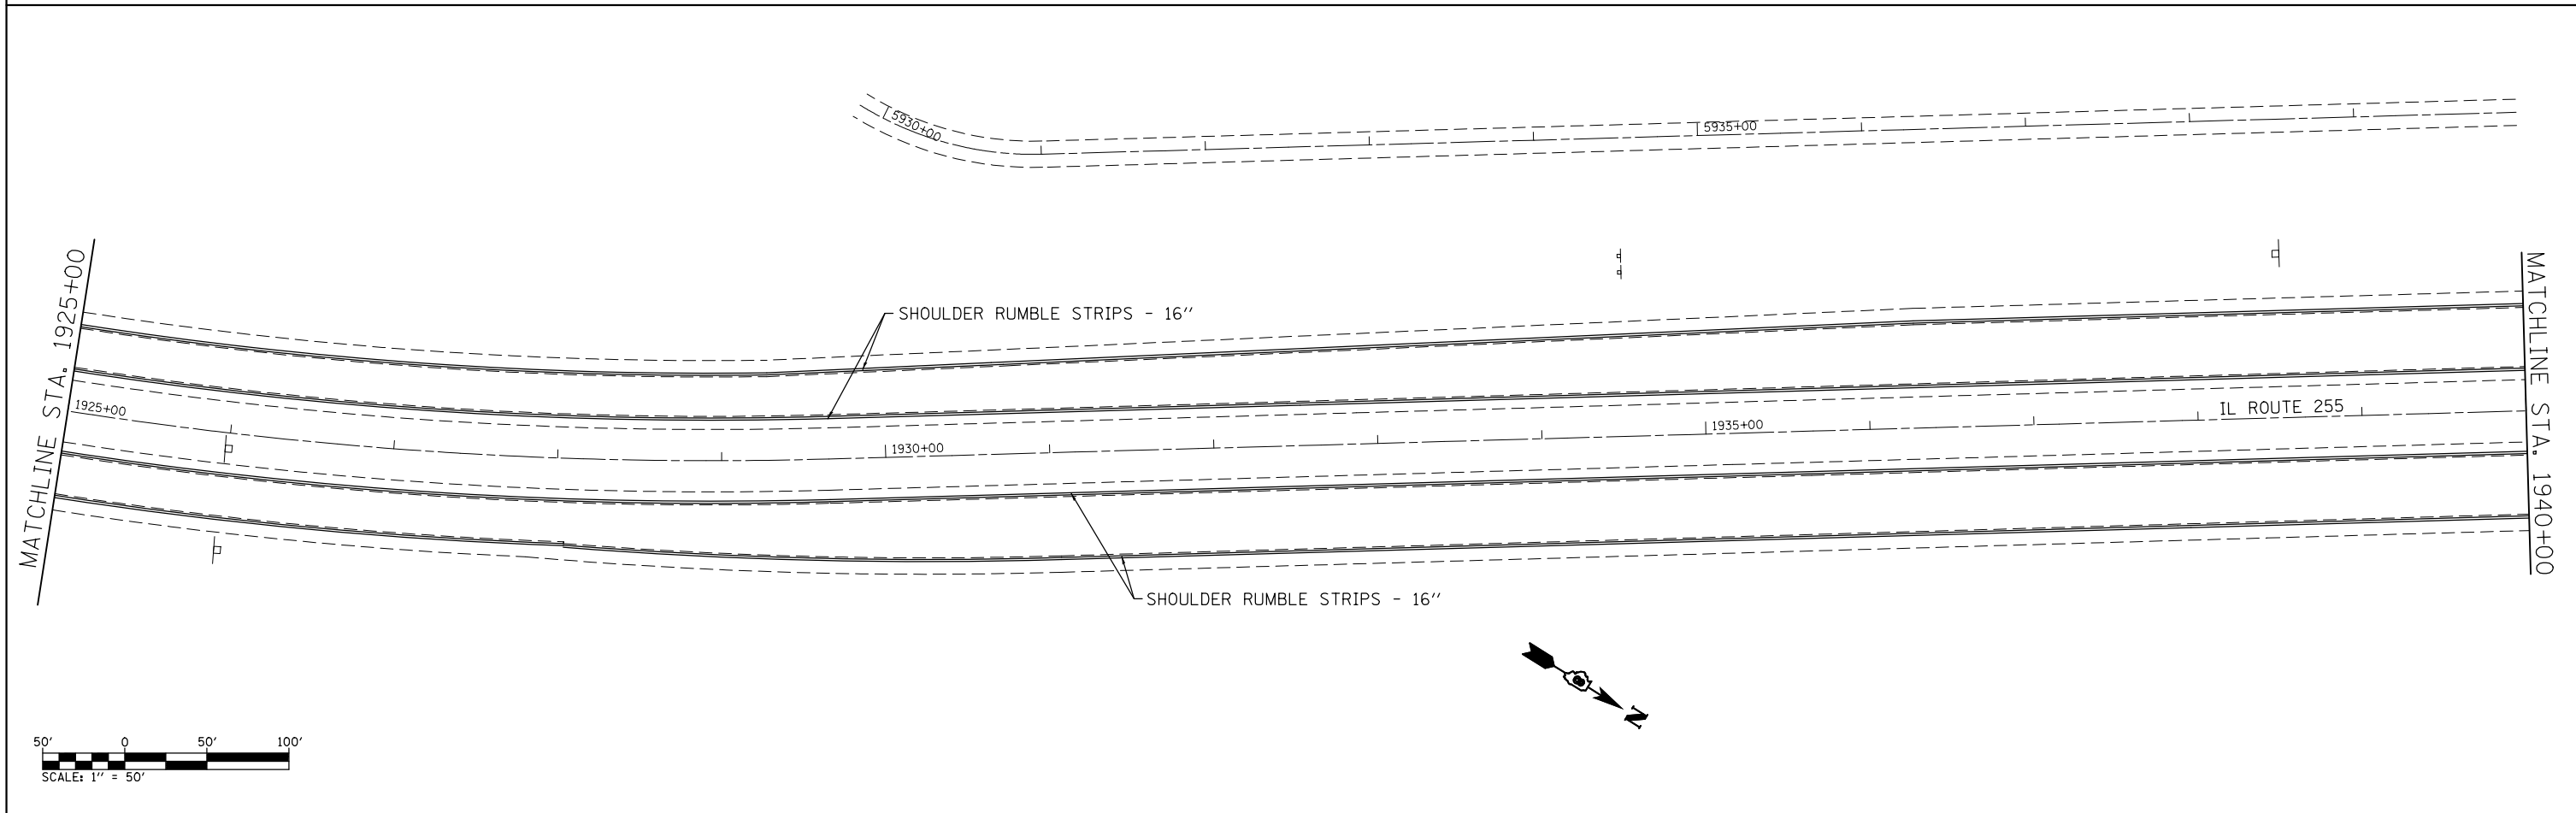 5930+00
5935+00
MATCHLINE STA. 1925+00
SHOULDER RUMBLE STRIPS - 16''
MATCHLINE STA. 1940+00
1925+00
1930+00
1935+00
IL ROUTE 255
SHOULDER RUMBLE STRIPS - 16''
N
50' 0 50' 100'
SCALE: 1'' = 50'